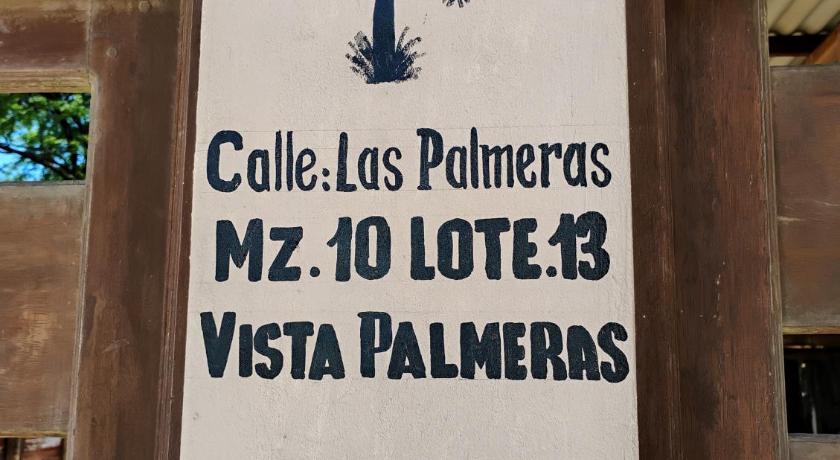 Calle: Las Palmeras
Mz. 10 LOTE. 13
VISTA PALMERAS